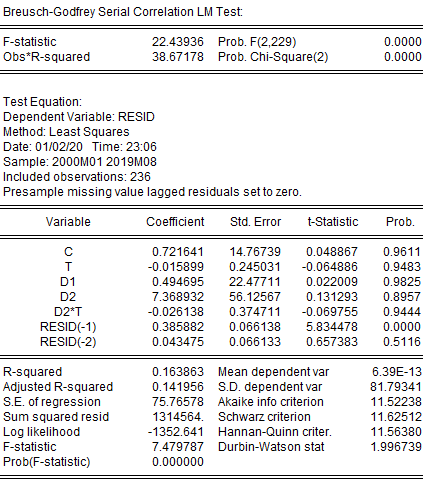 Breusch-Godfrey Serial Correlation LM Test:
F-statistic 22.43936 Prob. F(2,229) 0.0000
Obs*R-squared 38.67178 Prob. Chi-Square(2) 0.0000
Test Equation:
Dependent Variable: RESID
Method: Least Squares
Date: 01/02/20 Time: 23:06
Sample: 2000M01 2019M08
Included observations: 236
Presample missing value lagged residuals set to zero.
Variable Coefficient Std. Error t-Statistic Prob.
C 0.721641 14.76739 0.048867 0.9611
T -0.015899 0.245031 -0.064886 0.9483
D1 0.494695 22.47711 0.022009 0.9825
D2 7.368932 56.12567 0.131293 0.8957
D2*T -0.026138 0.374711 -0.069755 0.9444
RESID(-1) 0.385882 0.066138 5.834478 0.0000
RESID(-2) 0.043475 0.066133 0.657383 0.5116
R-squared 0.163863 Mean dependent var 6.39E-13
Adjusted R-squared 0.141956 S.D. dependent var 81.79341
S.E. of regression 75.76578 Akaike info criterion 11.52238
Sum squared resid 1314564. Schwarz criterion 11.62512
Log likelihood -1352.641 Hannan-Quinn criter. 11.56380
F-statistic 7.479787 Durbin-Watson stat 1.996739
Prob(F-statistic) 0.000000